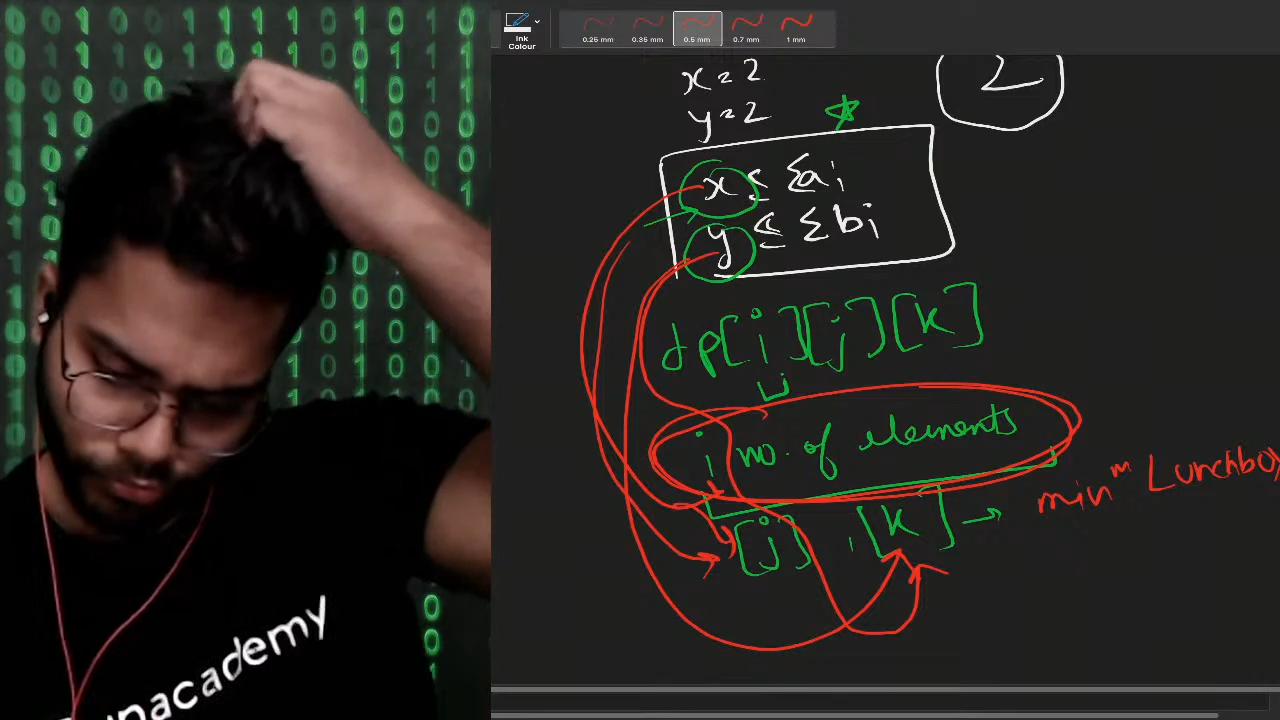 Ink
Colour
0.25 mm
0.35 mm
0.5 mm
0.7 mm
1 mm
x = 2
y = 2
2
x ≤ Σai
y ≤ Σbi
dp[i][j][k]
i no. of elements
[j] , [k] → minᵐ Lunchbox
unacademy